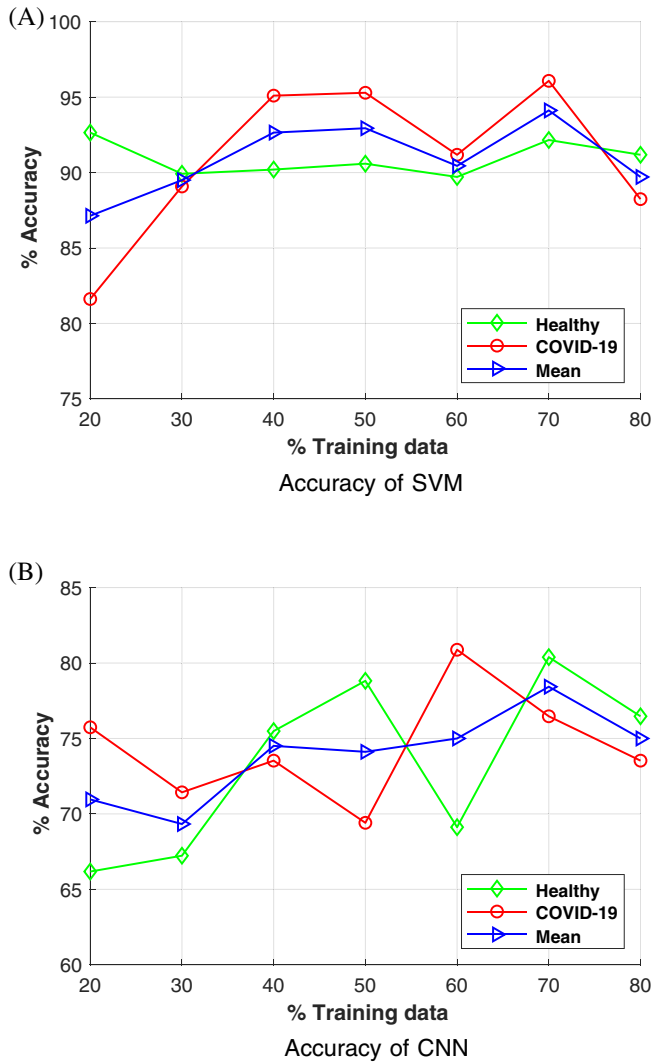 (A)
100
95
90
85
80
75
% Accuracy
Healthy
COVID-19
Mean
20 30 40 50 60 70 80
% Training data
Accuracy of SVM
(B)
85
80
75
70
65
60
% Accuracy
Healthy
COVID-19
Mean
20 30 40 50 60 70 80
% Training data
Accuracy of CNN